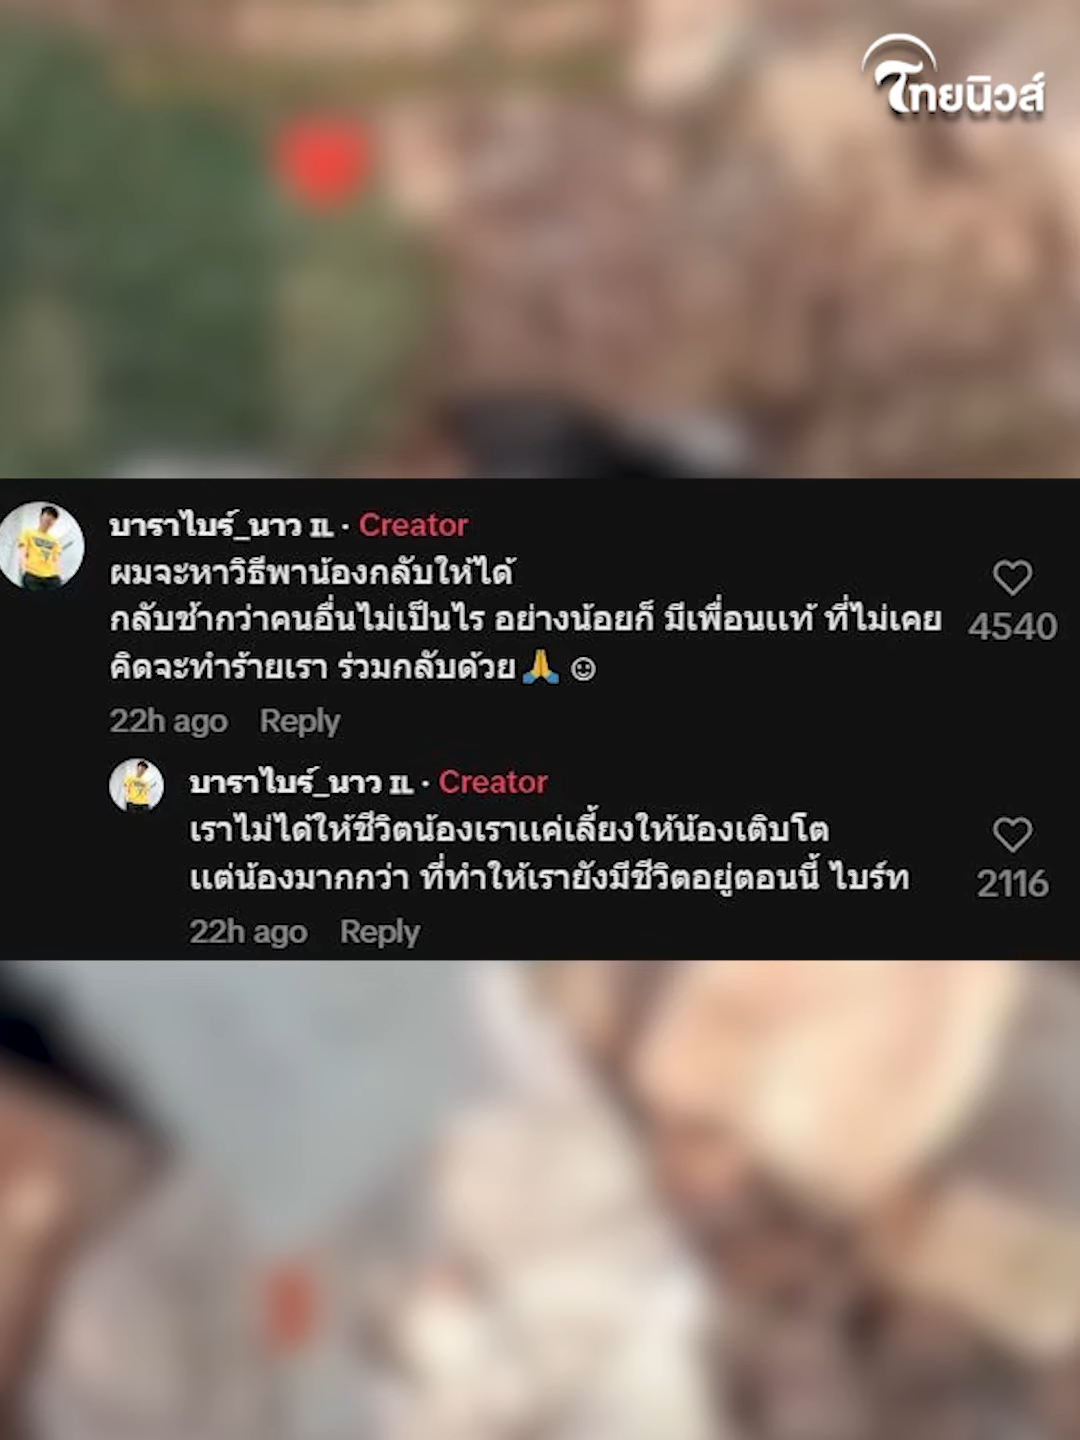 ไทยนิวส์
บาราไบร์_นาว IL · Creator
ผมจะหาวิธีพาน้องกลับให้ได้
กลับช้ากว่าคนอื่นไม่เป็นไร อย่างน้อยก็ มีเพื่อนแท้ ที่ไม่เคย
คิดจะทำร้ายเรา ร่วมกลับด้วย🙏☺
4540
22h ago Reply
บาราไบร์_นาว IL · Creator
เราไม่ได้ให้ชีวิตน้องเราแค่เลี้ยงให้น้องเติบโต
แต่น้องมากกว่า ที่ทำให้เรายังมีชีวิตอยู่ตอนนี้ ไบร์ท
2116
22h ago Reply